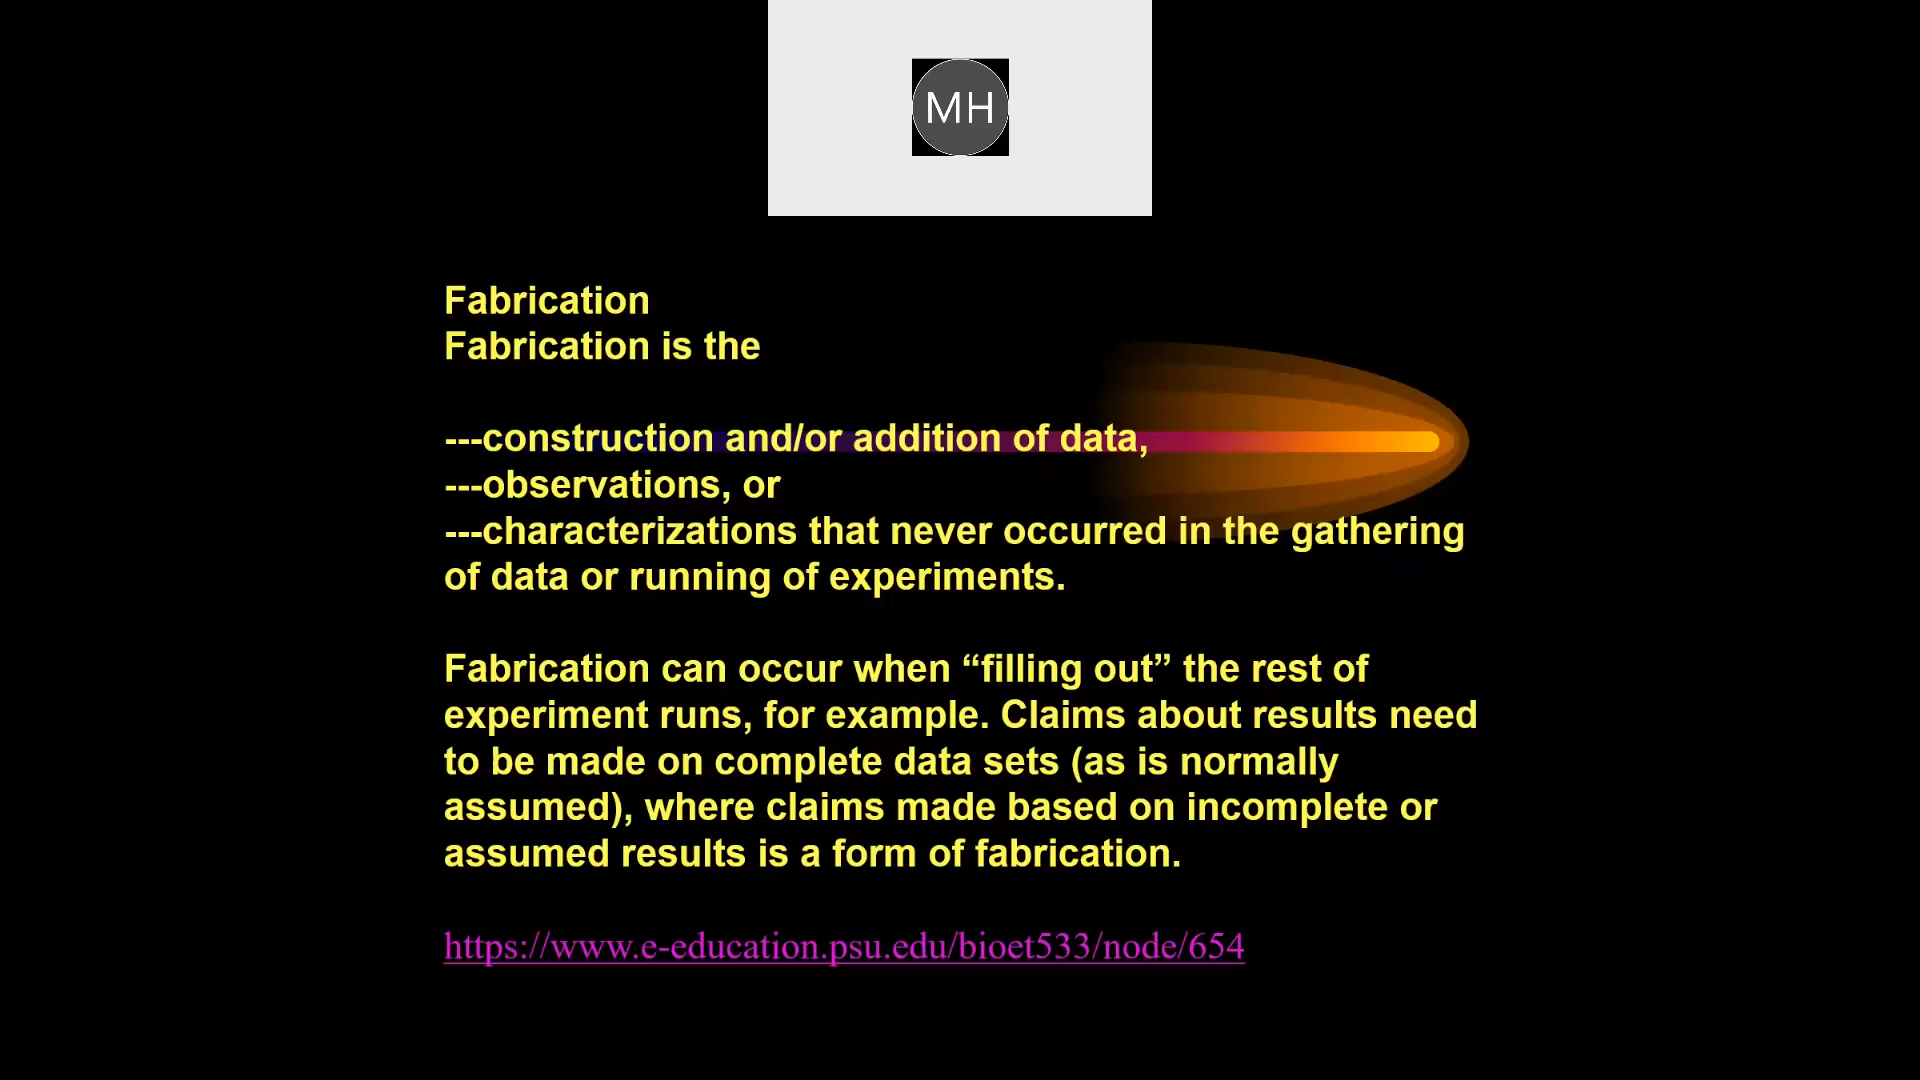 MH
Fabrication
Fabrication is the
---construction and/or addition of data,
---observations, or
---characterizations that never occurred in the gathering
of data or running of experiments.
Fabrication can occur when “filling out” the rest of
experiment runs, for example. Claims about results need
to be made on complete data sets (as is normally
assumed), where claims made based on incomplete or
assumed results is a form of fabrication.
https://www.e-education.psu.edu/bioet533/node/654